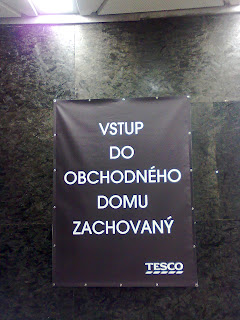 VSTUP
DO
OBCHODNÉHO
DOMU
ZACHOVANÝ
TESCO